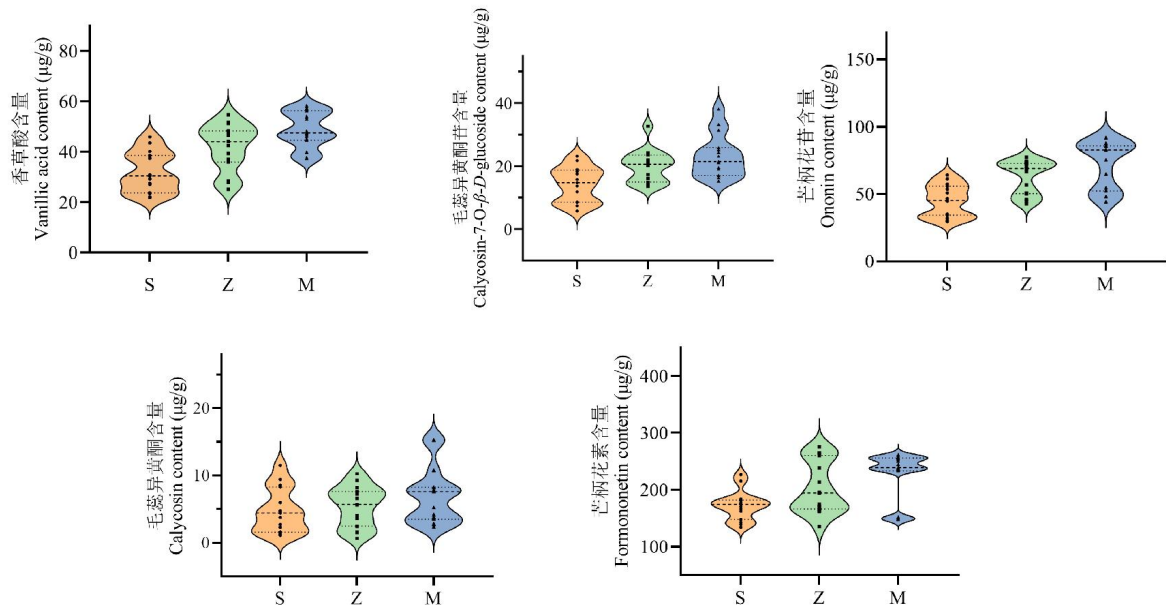 香草酸含量
Vanillic acid content (μg/g)
80
60
40
20
0
S Z M
毛蕊异黄酮苷含量
Calycosin-7-O-β-D-glucoside content (μg/g)
40
20
0
S Z M
芒柄花苷含量
Ononin content (μg/g)
150
100
50
0
S Z M
毛蕊异黄酮含量
Calycosin content (μg/g)
20
10
0
S Z M
芒柄花素含量
Formononetin content (μg/g)
400
300
200
100
S Z M